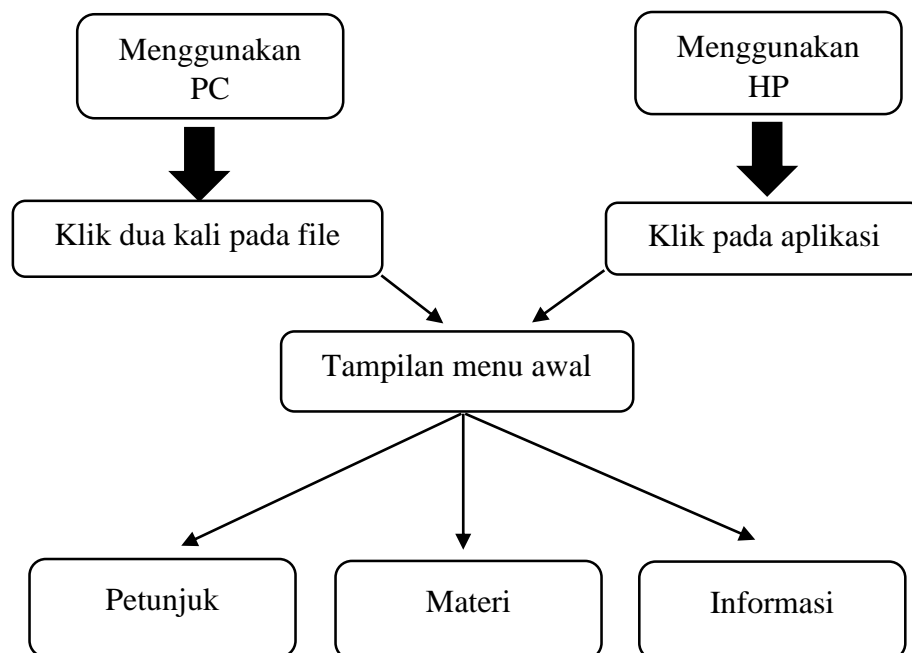 Menggunakan
PC
Menggunakan
HP
Klik dua kali pada file
Klik pada aplikasi
Tampilan menu awal
Petunjuk
Materi
Informasi